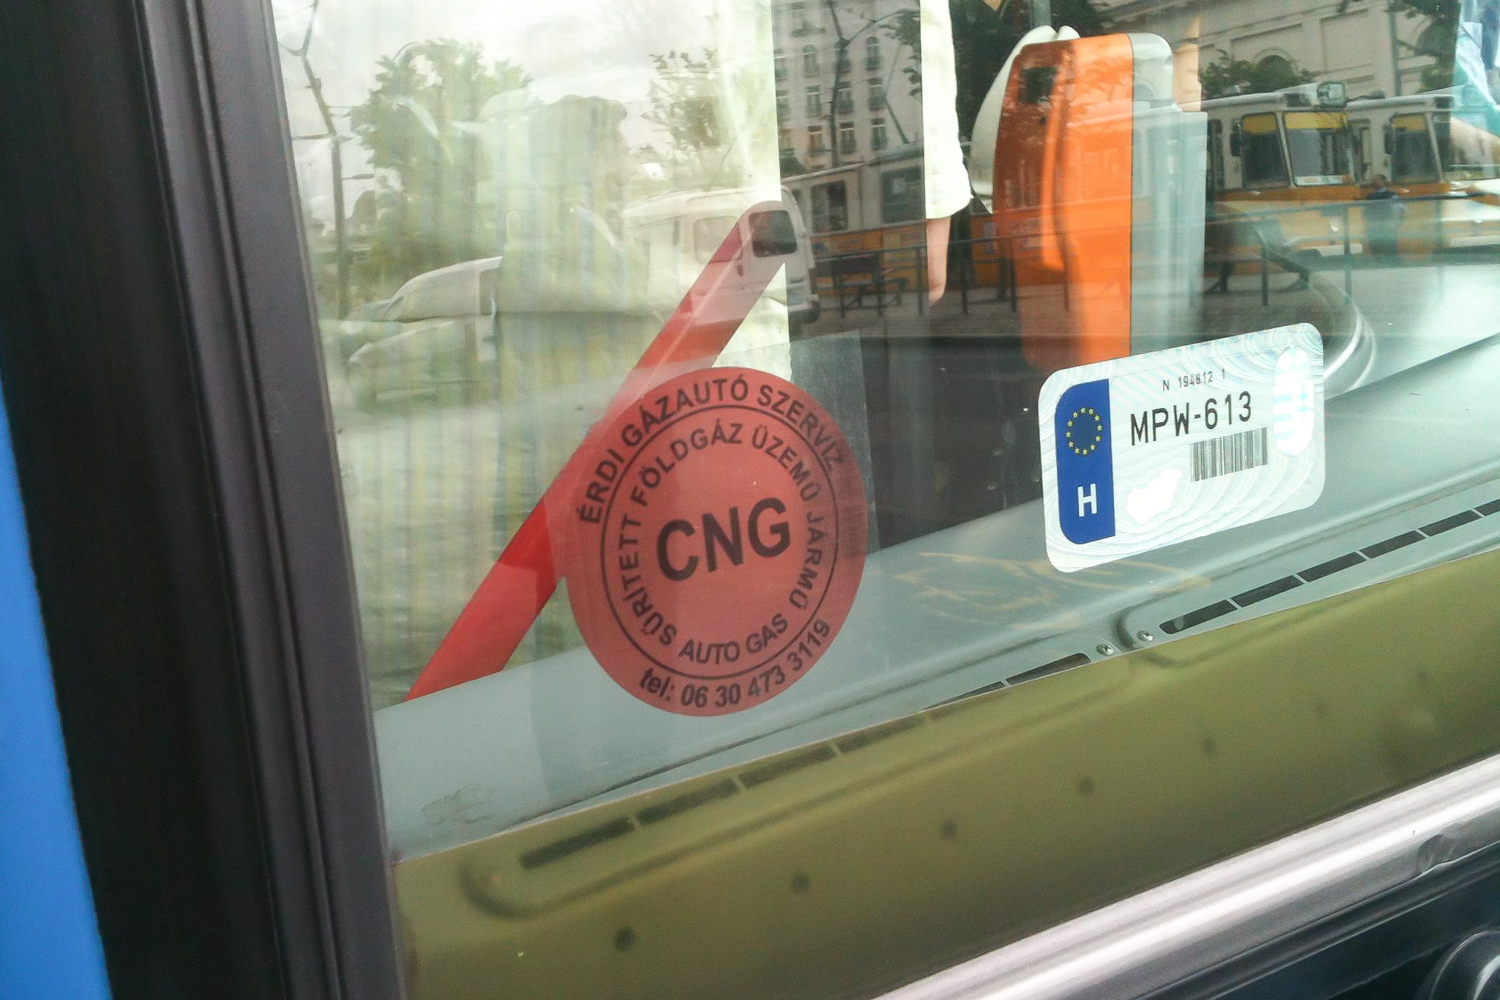 ÉRDI GÁZAUTÓ SZERVIZ
SŰRÍTETT FÖLDGÁZ ÜZEMŰ JÁRMŰ
CNG
AUTO GAS
tel: 06 30 473 3119
N 194812 1
MPW-613
H